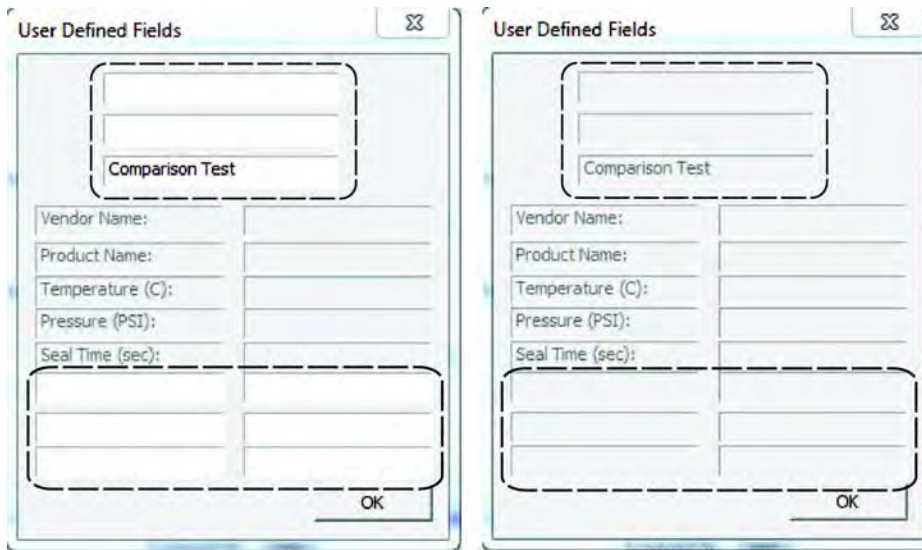 User Defined Fields
Comparison Test
Vendor Name:
Product Name:
Temperature (C):
Pressure (PSI):
Seal Time (sec):
OK
User Defined Fields
Comparison Test
Vendor Name:
Product Name:
Temperature (C):
Pressure (PSI):
Seal Time (sec):
OK